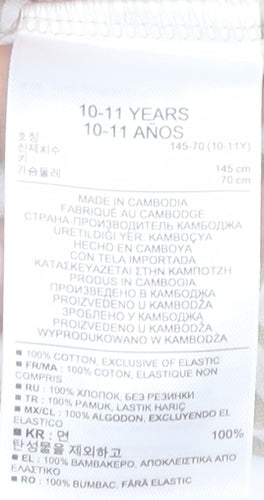 10-11 YEARS
10-11 AÑOS
호칭
신체치수 145-70 (10-11Y)
키 145 cm
가슴둘레 70 cm
MADE IN CAMBODIA
FABRIQUÉ AU CAMBODGE
СТРАНА-ПРОИЗВОДИТЕЛЬ КАМБОДЖА
ÜRETILDIĞI YER: KAMBOÇYA
HECHO EN CAMBOYA
CON TELA IMPORTADA
ΚΑΤΑΣΚΕΥΑΖΕΤΑΙ ΣΤΗΝ ΚΑΜΠΟΤΖΗ
PRODUS IN CAMBOGIA
ПРОИЗВЕДЕНО В КАМБОДЖА
PROIZVEDENO U KAMBODŽA
ЗРОБЛЕНО У КАМБОДЖА
PROIZVEDENO U KAMBODŽA
WYPRODUKOWANO W KAMBODŻA
■ 100% COTTON, EXCLUSIVE OF ELASTIC
■ FR/MA : 100% COTON, ELASTIQUE NON
COMPRIS
■ RU : 100% ХЛОПОК, БЕЗ РЕЗИНКИ
■ TR : 100% PAMUK, LASTIK HARIÇ
■ MX/CL : 100% ALGODON, EXCLUYENDO EL
ELASTICO
■ KR : 면 100%
탄성물을 제외하고
■ EL : 100% ΒΑΜΒΑΚΕΡΟ, ΑΠΟΚΛΕΙΣΤΙΚΑ ΑΠΟ
ΕΛΑΣΤΙΚΟ
■ RO : 100% BUMBAC, FĂRĂ ELASTIC